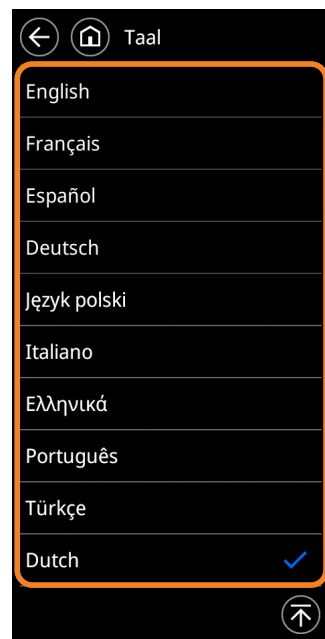 Taal
English
Français
Español
Deutsch
Język polski
Italiano
Ελληνικά
Português
Türkçe
Dutch